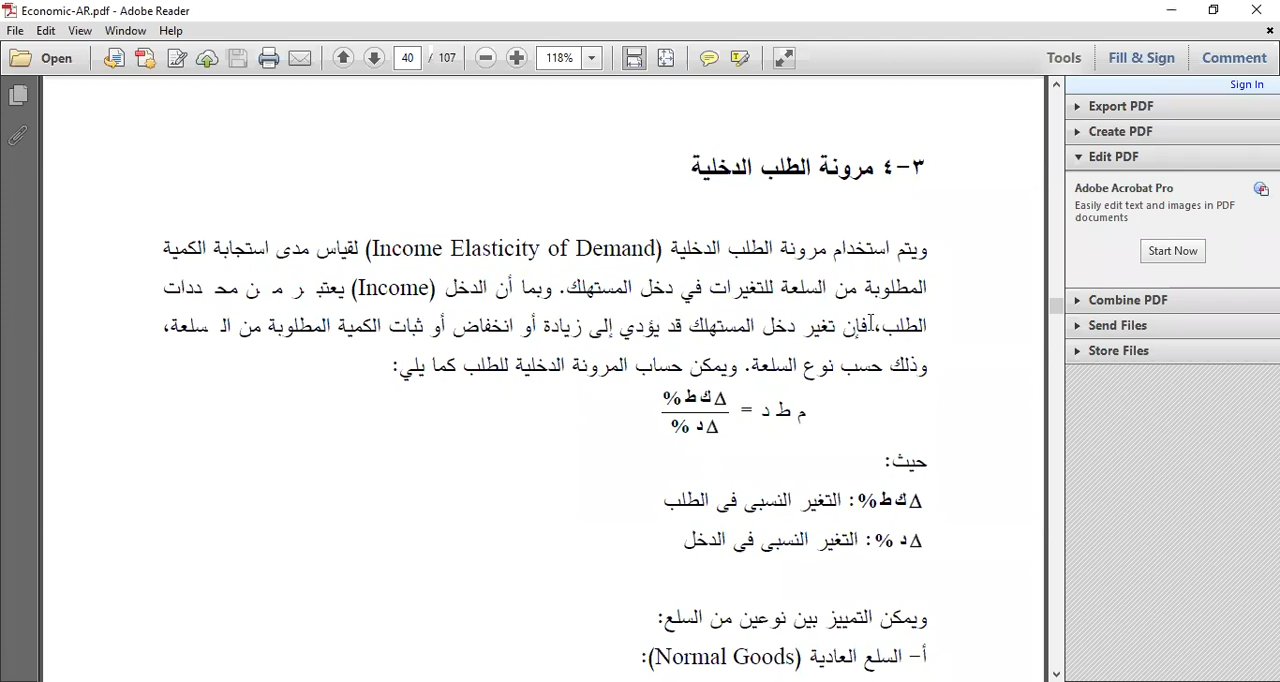 Economic-AR.pdf - Adobe Reader
File Edit View Window Help
Open 40 / 107 118% Tools Fill & Sign Comment
Sign In
Export PDF
Create PDF
Edit PDF
Adobe Acrobat Pro
Easily edit text and images in PDF
documents
Start Now
Combine PDF
Send Files
Store Files
٣-٤ مرونة الطلب الدخلية
ويتم استخدام مرونة الطلب الدخلية (Income Elasticity of Demand) لقياس مدى استجابة الكمية
المطلوبة من السلعة للتغيرات في دخل المستهلك. وبما أن الدخل (Income) يعتبر من محددات
الطلب، فإن تغير دخل المستهلك قد يؤدي إلى زيادة أو انخفاض أو ثبات الكمية المطلوبة من السلعة،
وذلك حسب نوع السلعة. ويمكن حساب المرونة الدخلية للطلب كما يلي:
Δ ك ط %
م ط د =
Δ د %
حيث:
Δ ك ط % : التغير النسبى فى الطلب
Δ د % : التغير النسبى فى الدخل
ويمكن التمييز بين نوعين من السلع:
أ- السلع العادية (Normal Goods):